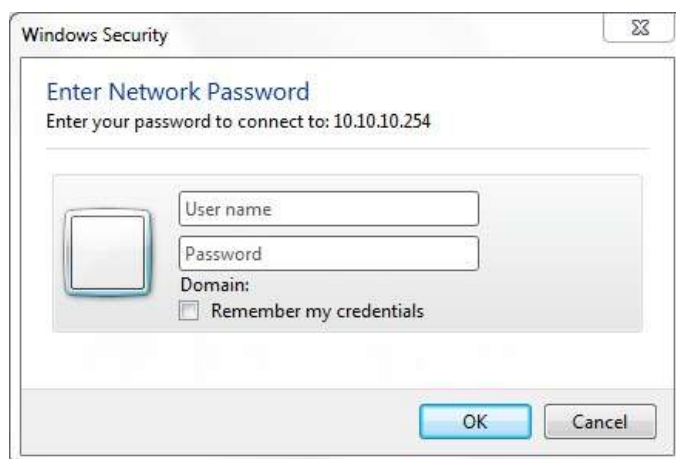 Windows Security
Enter Network Password
Enter your password to connect to: 10.10.10.254
User name
Password
Domain:
Remember my credentials
OK Cancel